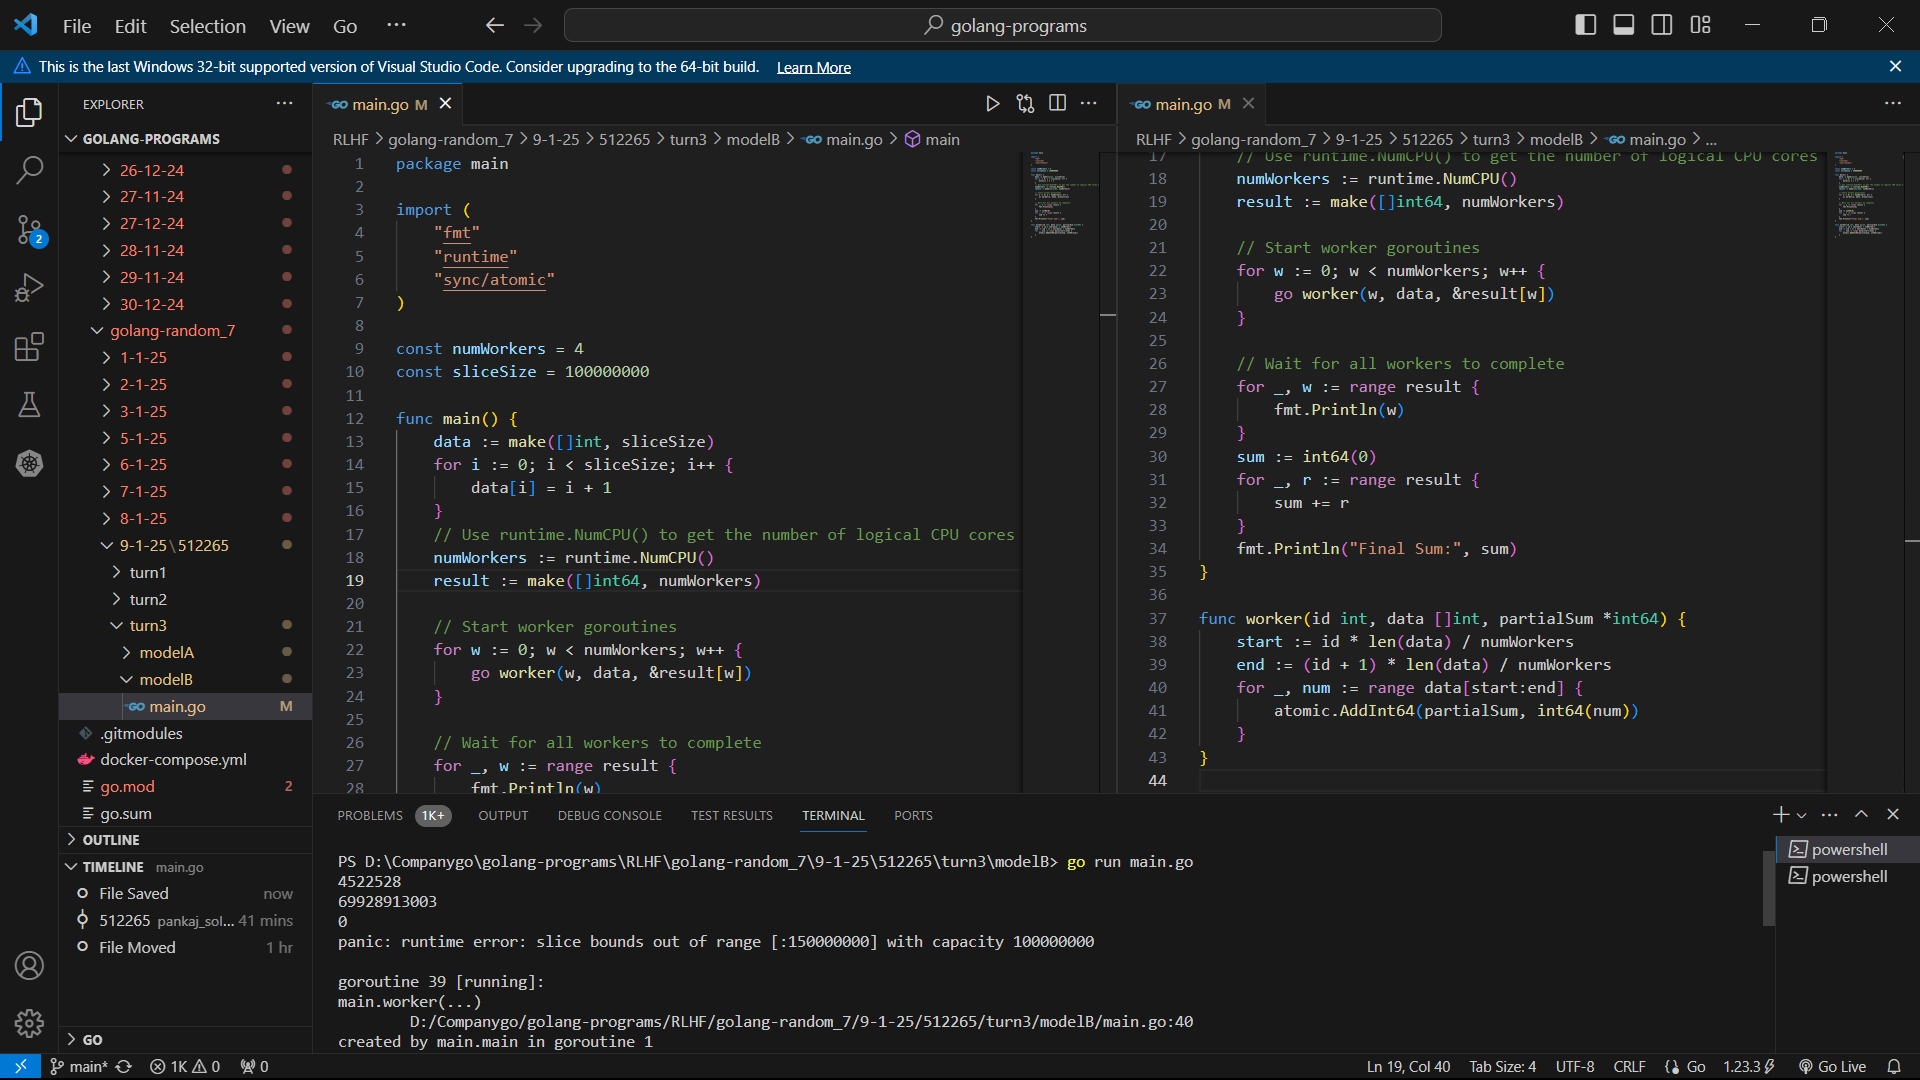 File Edit Selection View Go ··· golang-programs
This is the last Windows 32-bit supported version of Visual Studio Code. Consider upgrading to the 64-bit build. Learn More
EXPLORER
GOLANG-PROGRAMS
26-12-24
27-11-24
27-12-24
28-11-24
29-11-24
30-12-24
golang-random_7
1-1-25
2-1-25
3-1-25
5-1-25
6-1-25
7-1-25
8-1-25
9-1-25\512265
turn1
turn2
turn3
modelA
modelB
main.go M
.gitmodules
docker-compose.yml
go.mod 2
go.sum
OUTLINE
TIMELINE main.go
File Saved now
512265 pankaj_sol... 41 mins
File Moved 1 hr
GO
2
main.go M
RLHF > golang-random_7 > 9-1-25 > 512265 > turn3 > modelB > main.go > main
1 package main
2
3 import (
4 "fmt"
5 "runtime"
6 "sync/atomic"
7 )
8
9 const numWorkers = 4
10 const sliceSize = 100000000
11
12 func main() {
13 data := make([]int, sliceSize)
14 for i := 0; i < sliceSize; i++ {
15 data[i] = i + 1
16 }
17 // Use runtime.NumCPU() to get the number of logical CPU cores
18 numWorkers := runtime.NumCPU()
19 result := make([]int64, numWorkers)
20
21 // Start worker goroutines
22 for w := 0; w < numWorkers; w++ {
23 go worker(w, data, &result[w])
24 }
25
26 // Wait for all workers to complete
27 for _, w := range result {
28 fmt.Println(w)
main.go M
RLHF > golang-random_7 > 9-1-25 > 512265 > turn3 > modelB > main.go > ...
17 // Use runtime.NumCPU() to get the number of logical CPU cores
18 numWorkers := runtime.NumCPU()
19 result := make([]int64, numWorkers)
20
21 // Start worker goroutines
22 for w := 0; w < numWorkers; w++ {
23 go worker(w, data, &result[w])
24 }
25
26 // Wait for all workers to complete
27 for _, w := range result {
28 fmt.Println(w)
29 }
30 sum := int64(0)
31 for _, r := range result {
32 sum += r
33 }
34 fmt.Println("Final Sum:", sum)
35 }
36
37 func worker(id int, data []int, partialSum *int64) {
38 start := id * len(data) / numWorkers
39 end := (id + 1) * len(data) / numWorkers
40 for _, num := range data[start:end] {
41 atomic.AddInt64(partialSum, int64(num))
42 }
43 }
44
PROBLEMS 1K+ OUTPUT DEBUG CONSOLE TEST RESULTS TERMINAL PORTS
PS D:\Companygo\golang-programs\RLHF\golang-random_7\9-1-25\512265\turn3\modelB> go run main.go
4522528
69928913003
0
panic: runtime error: slice bounds out of range [:150000000] with capacity 100000000
goroutine 39 [running]:
main.worker(...)
D:/Companygo/golang-programs/RLHF/golang-random_7/9-1-25/512265/turn3/modelB/main.go:40
created by main.main in goroutine 1
powershell
powershell
main* 1K 0 0 Ln 19, Col 40 Tab Size: 4 UTF-8 CRLF Go 1.23.3 Go Live